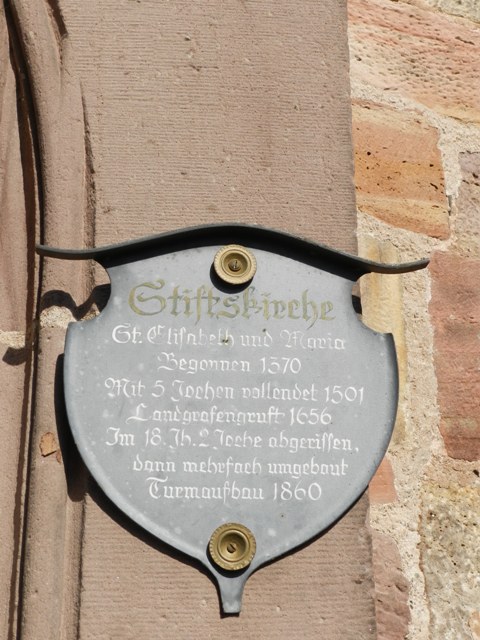 Stiftskirche
St. Elisabeth und Maria
Begonnen 1370
Mit 5 Jochen vollendet 1501
Landgrafengruft 1656
Im 18. Jh. 2 Joche abgerissen,
dann mehrfach umgebaut
Turmaufbau 1860